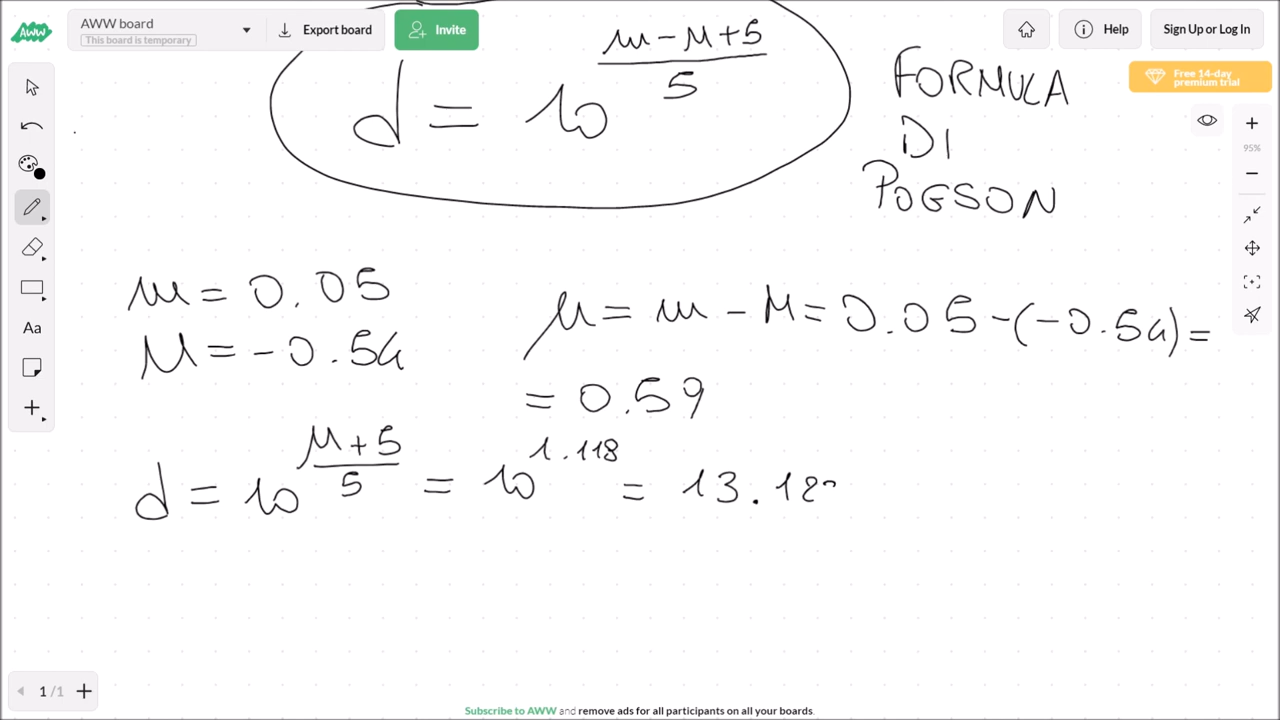 AWW
AWW board
This board is temporary
Export board
Invite
Help
Sign Up or Log In
Free 14-day
premium trial
95%
Aa
d = 10^((m-M+5)/5)
FORMULA
DI
POGSON
m = 0.05
M = -0.54
μ = m - M = 0.05 - (-0.54) =
= 0.59
d = 10^((μ+5)/5) = 10^1.118 = 13.18
1/1
Subscribe to AWW and remove ads for all participants on all your boards.